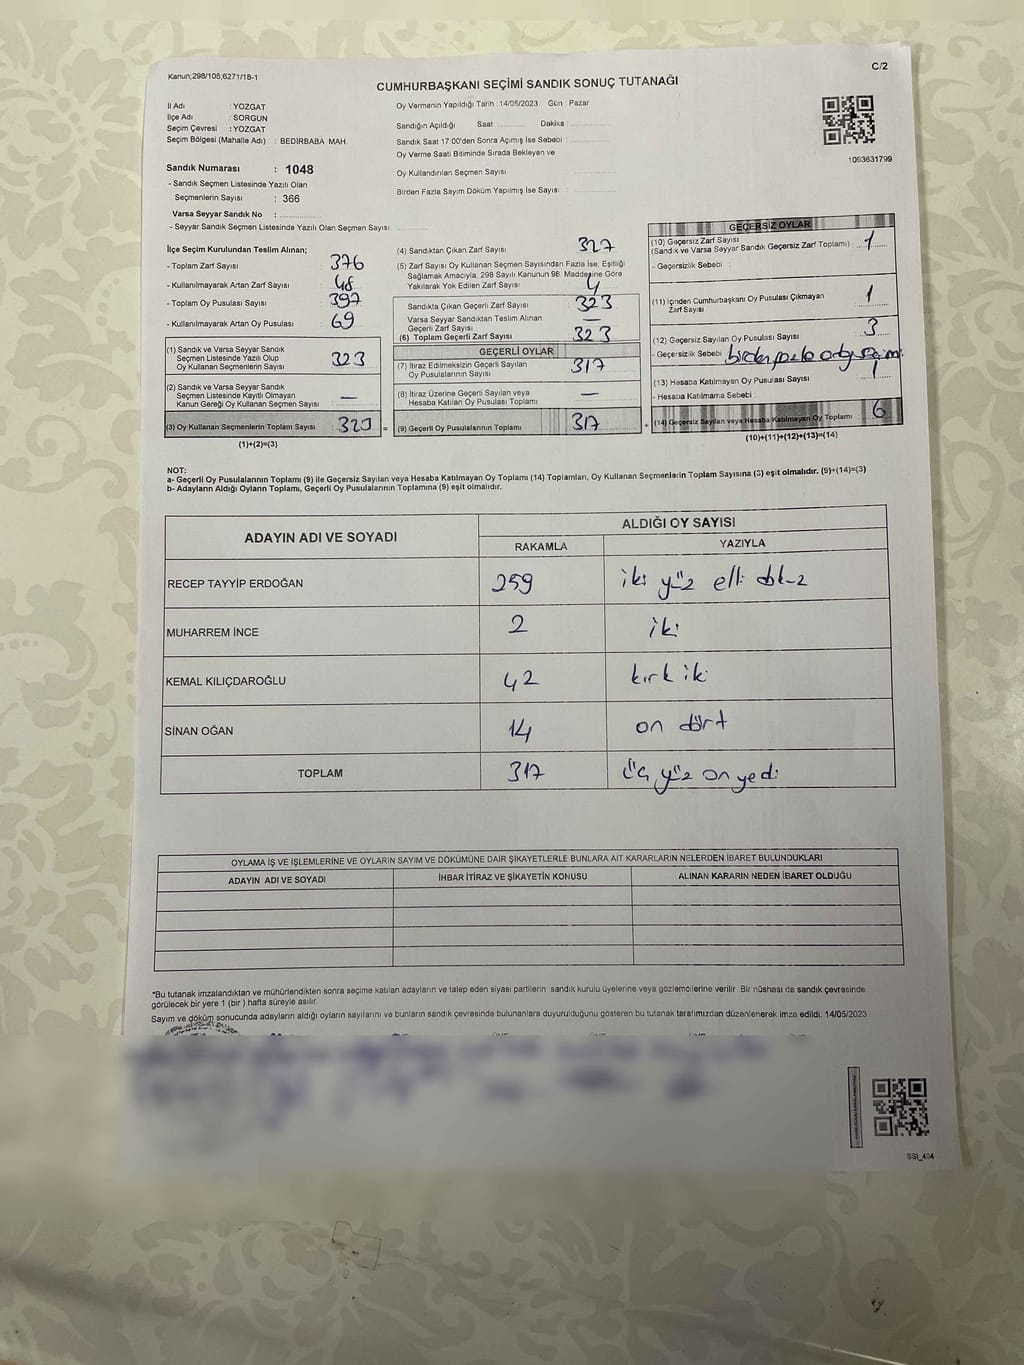 Kanun,298/105,6271/18-1
C/2
CUMHURBAŞKANI SEÇİMİ SANDIK SONUÇ TUTANAĞI
İl Adı : YOZGAT
İlçe Adı : SORGUN
Seçim Çevresi : YOZGAT
Seçim Bölgesi (Mahalle Adı) : BEDİRBABA MAH.
Sandık Numarası : 1048
- Sandık Seçmen Listesinde Yazılı Olan
Seçmenlerin Sayısı : 366
Varsa Seyyar Sandık No :
- Seyyar Sandık Seçmen Listesinde Yazılı Olan Seçmen Sayısı:
Oy Vermenin Yapıldığı Tarih : 14/05/2023 Gün : Pazar
Sandığın Açıldığı Saat : Dakika :
Sandık Saat 17:00'den Sonra Açımış İse Sebebi :
Oy Verme Saati Bitiminde Sırada Bekleyen ve
Oy Kullandırılan Seçmen Sayısı
Birden Fazla Sayım Döküm Yapılmış İse Sayısı :
1093631799
İlçe Seçim Kurulundan Teslim Alınan;
- Toplam Zarf Sayısı : 376
- Kullanılmayarak Artan Zarf Sayısı : 48
- Toplam Oy Pusulası Sayısı : 397
- Kullanılmayarak Artan Oy Pusulası : 69
(1) Sandık ve Varsa Seyyar Sandık
Seçmen Listesinde Yazılı Olup
Oy Kullanan Seçmenlerin Sayısı : 323
(2) Sandık ve Varsa Seyyar Sandık
Seçmen Listesinde Kayıtlı Olmayan
Kanun Gereği Oy Kullanan Seçmen Sayısı : —
(3) Oy Kullanan Seçmenlerin Toplam Sayısı : 323 =
(1)+(2)=(3)
(4) Sandıktan Çıkan Zarf Sayısı 327
(5) Zarf Sayısı Oy Kullanan Seçmen Sayısından Fazla İse, Eşitliği
Sağlamak Amacıyla, 298 Sayılı Kanunun 98. Maddesine Göre
Yakılarak Yok Edilen Zarf Sayısı 4
Sandıkta Çıkan Geçerli Zarf Sayısı 323
Varsa Seyyar Sandıktan Teslim Alınan
Geçerli Zarf Sayısı —
(6) Toplam Geçerli Zarf Sayısı 323
GEÇERLİ OYLAR
(7) İtiraz Edilmeksizin Geçerli Sayılan
Oy Pusulalarının Sayısı 317
(8) İtiraz Üzerine Geçerli Sayılan veya
Hesaba Katılan Oy Pusulası Toplamı —
(9) Geçerli Oy Pusulalarının Toplamı 317 +
GEÇERSİZ OYLAR
(10) Geçersiz Zarf Sayısı
(Sandık ve Varsa Seyyar Sandık Geçersiz Zarf Toplamı) : 1
- Geçersizlik Sebebi :
(11) İçinden Cumhurbaşkanı Oy Pusulası Çıkmayan
Zarf Sayısı 1
(12) Geçersiz Sayılan Oy Pusulası Sayısı 3
- Geçersizlik Sebebi
(13) Hesaba Katılmayan Oy Pusulası Sayısı 1
- Hesaba Katılmama Sebebi :
(14) Geçersiz Sayılan veya Hesaba Katılmayan Oy Toplamı 6
(10)+(11)+(12)+(13)=(14)
NOT:
a- Geçerli Oy Pusulalarının Toplamı (9) ile Geçersiz Sayılan veya Hesaba Katılmayan Oy Toplamı (14) Toplamları, Oy Kullanan Seçmenlerin Toplam Sayısına (3) eşit olmalıdır. (9)+(14)=(3)
b- Adayların Aldığı Oyların Toplamı, Geçerli Oy Pusulalarının Toplamına (9) eşit olmalıdır.
ADAYIN ADI VE SOYADI ALDIĞI OY SAYISI
RAKAMLA YAZIYLA
RECEP TAYYİP ERDOĞAN 259 iki yüz elli dokuz
MUHARREM İNCE 2 iki
KEMAL KILIÇDAROĞLU 42 kırk iki
SİNAN OĞAN 14 on dört
TOPLAM 317 üç yüz on yedi
OYLAMA İŞ VE İŞLEMLERİNE VE OYLARIN SAYIM VE DÖKÜMÜNE DAİR ŞİKAYETLERLE BUNLARA AİT KARARLARIN NELERDEN İBARET BULUNDUKLARI
ADAYIN ADI VE SOYADI İHBAR İTİRAZ VE ŞİKAYETİN KONUSU ALINAN KARARIN NEDEN İBARET OLDUĞU
*Bu tutanak imzalandıktan ve mühürlendikten sonra seçime katılan adayların ve talep eden siyasi partilerin sandık kurulu üyelerine veya gözlemcilerine verilir .Bir nüshası da sandık çevresinde
görülecek bir yere 1 (bir ) hafta süreyle asılır.
Sayım ve döküm sonucunda adayların aldığı oyların sayılarını ve bunların sandık çevresinde bulunanlara duyurulduğunu gösteren bu tutanak tarafımızdan düzenlenerek imza edildi. 14/05/2023
SSI_404